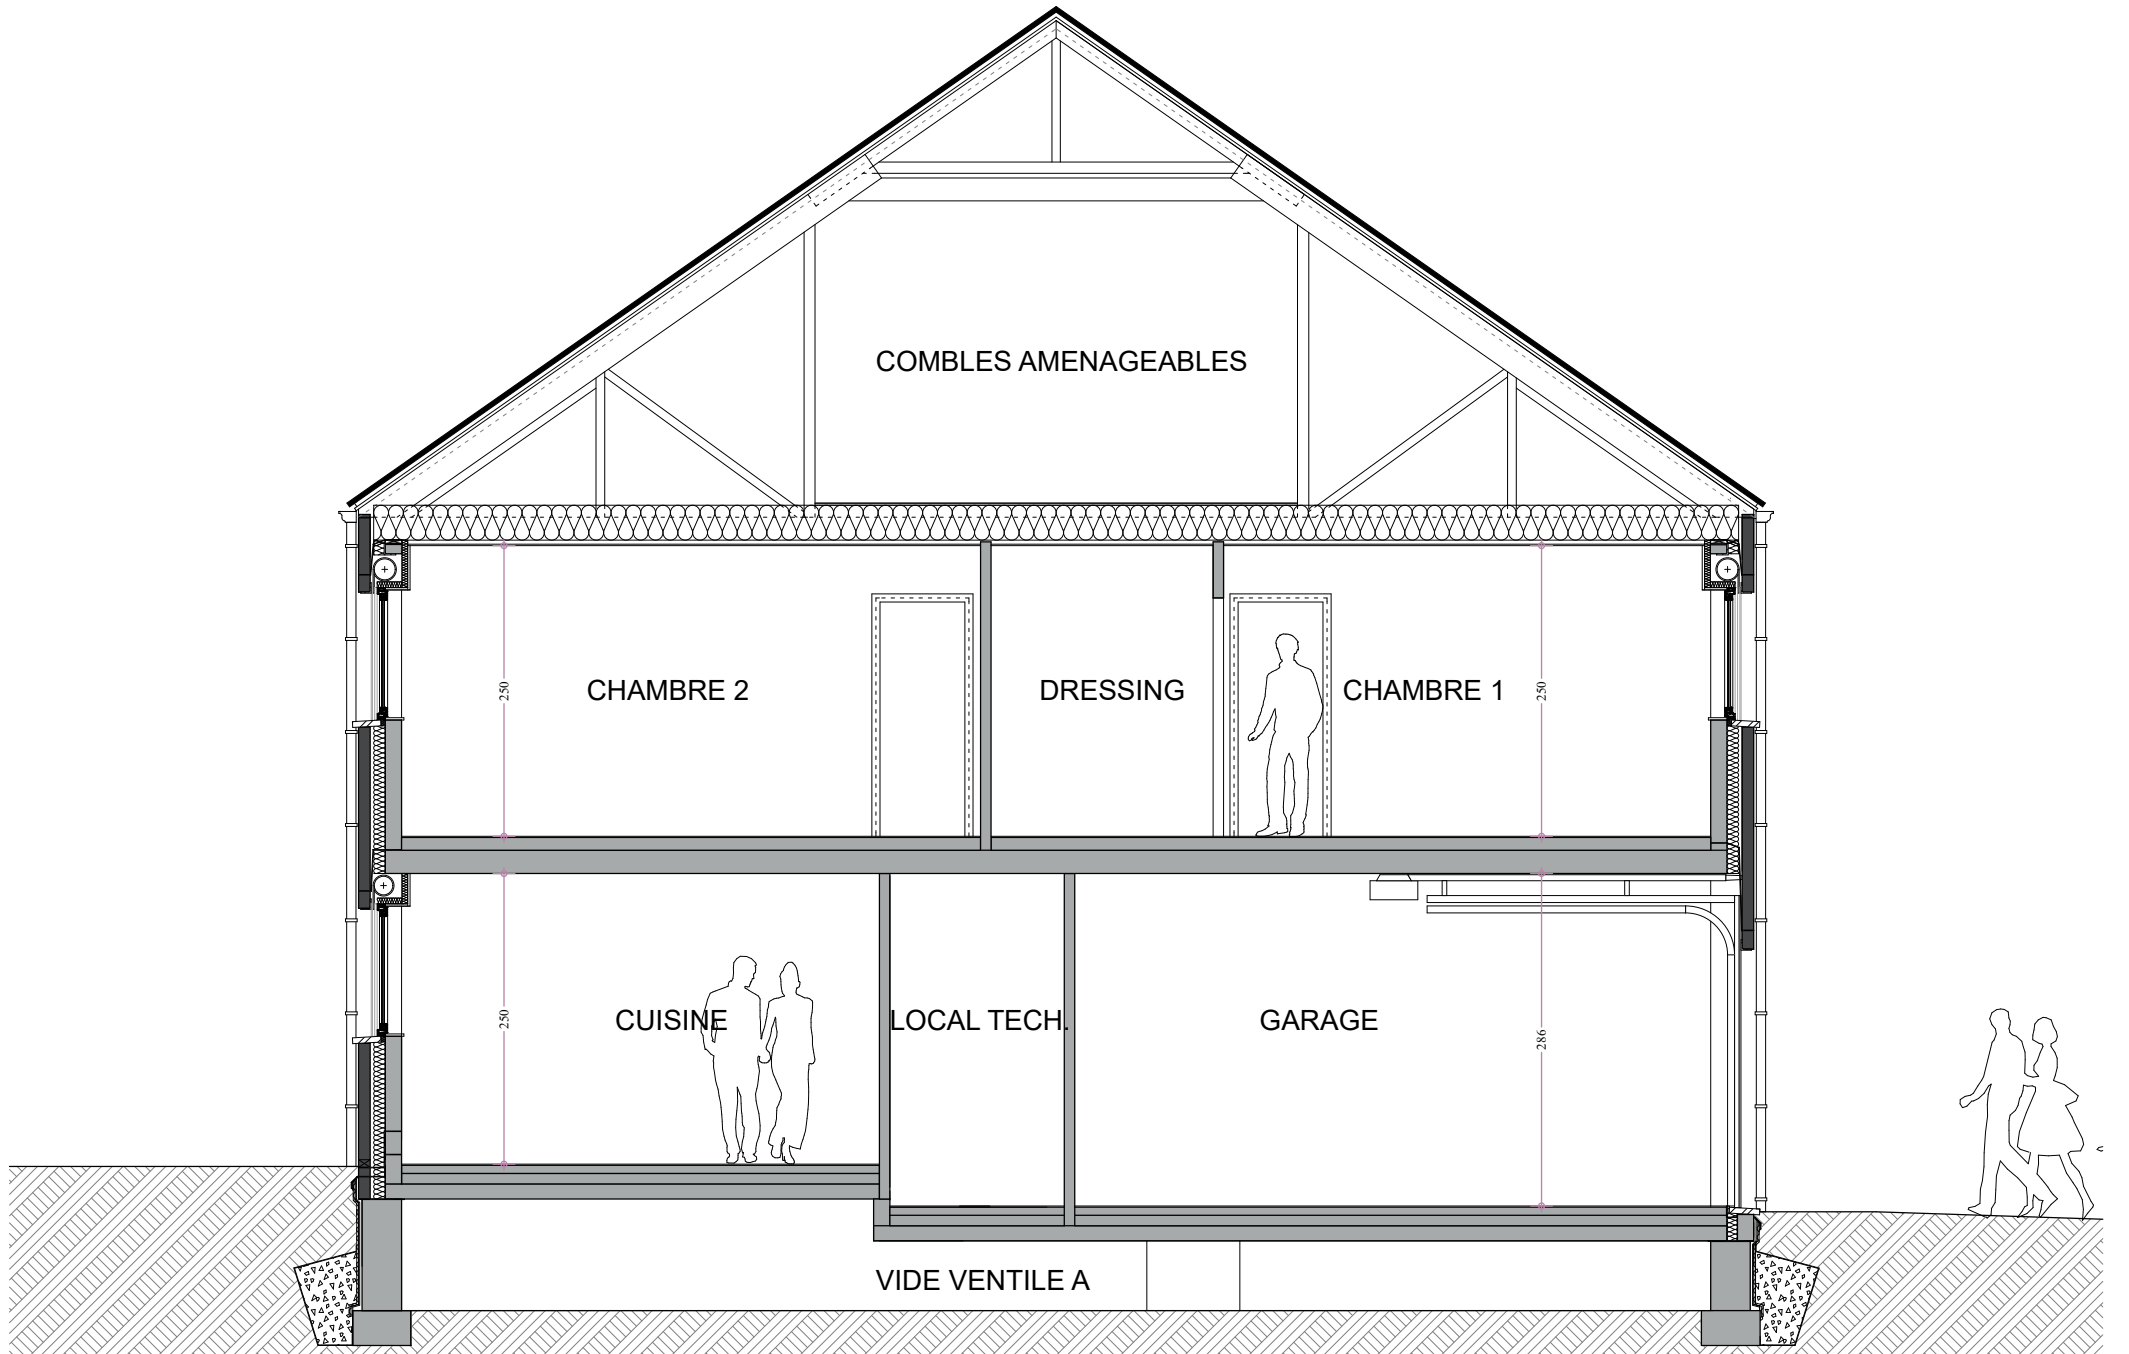 COMBLES AMENAGEABLES
250
CHAMBRE 2
DRESSING
CHAMBRE 1
250
250
CUISINE
LOCAL TECH.
GARAGE
286
VIDE VENTILE A